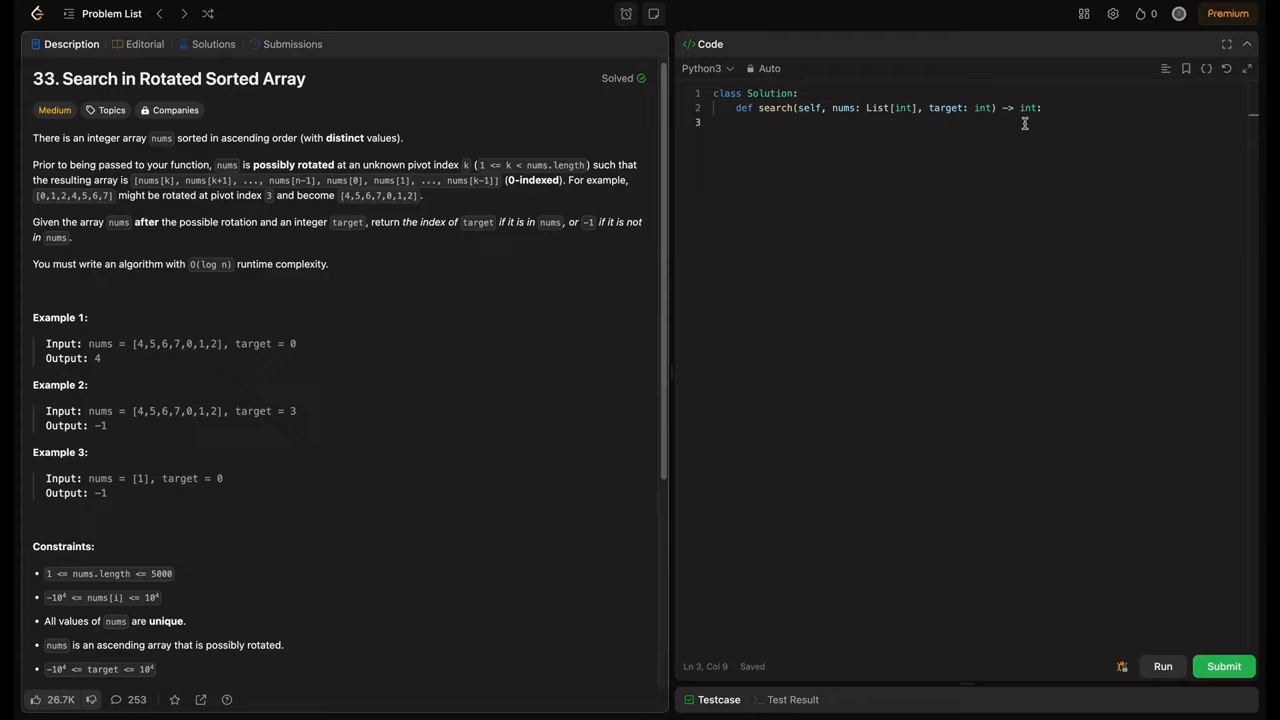 Problem List
0
Premium
Description
Editorial
Solutions
Submissions
33. Search in Rotated Sorted Array
Solved
Medium
Topics
Companies
There is an integer array nums sorted in ascending order (with distinct values).
Prior to being passed to your function, nums is possibly rotated at an unknown pivot index k (1 <= k < nums.length) such that
the resulting array is [nums[k], nums[k+1], ..., nums[n-1], nums[0], nums[1], ..., nums[k-1]] (0-indexed). For example,
[0,1,2,4,5,6,7] might be rotated at pivot index 3 and become [4,5,6,7,0,1,2].
Given the array nums after the possible rotation and an integer target, return the index of target if it is in nums, or -1 if it is not
in nums.
You must write an algorithm with O(log n) runtime complexity.
Example 1:
Input: nums = [4,5,6,7,0,1,2], target = 0
Output: 4
Example 2:
Input: nums = [4,5,6,7,0,1,2], target = 3
Output: -1
Example 3:
Input: nums = [1], target = 0
Output: -1
Constraints:
• 1 <= nums.length <= 5000
• -10⁴ <= nums[i] <= 10⁴
• All values of nums are unique.
• nums is an ascending array that is possibly rotated.
• -10⁴ <= target <= 10⁴
26.7K
253
</> Code
Python3
Auto
1 class Solution:
2 def search(self, nums: List[int], target: int) -> int:
3
Ln 3, Col 9 Saved
Run
Submit
Testcase
>_ Test Result